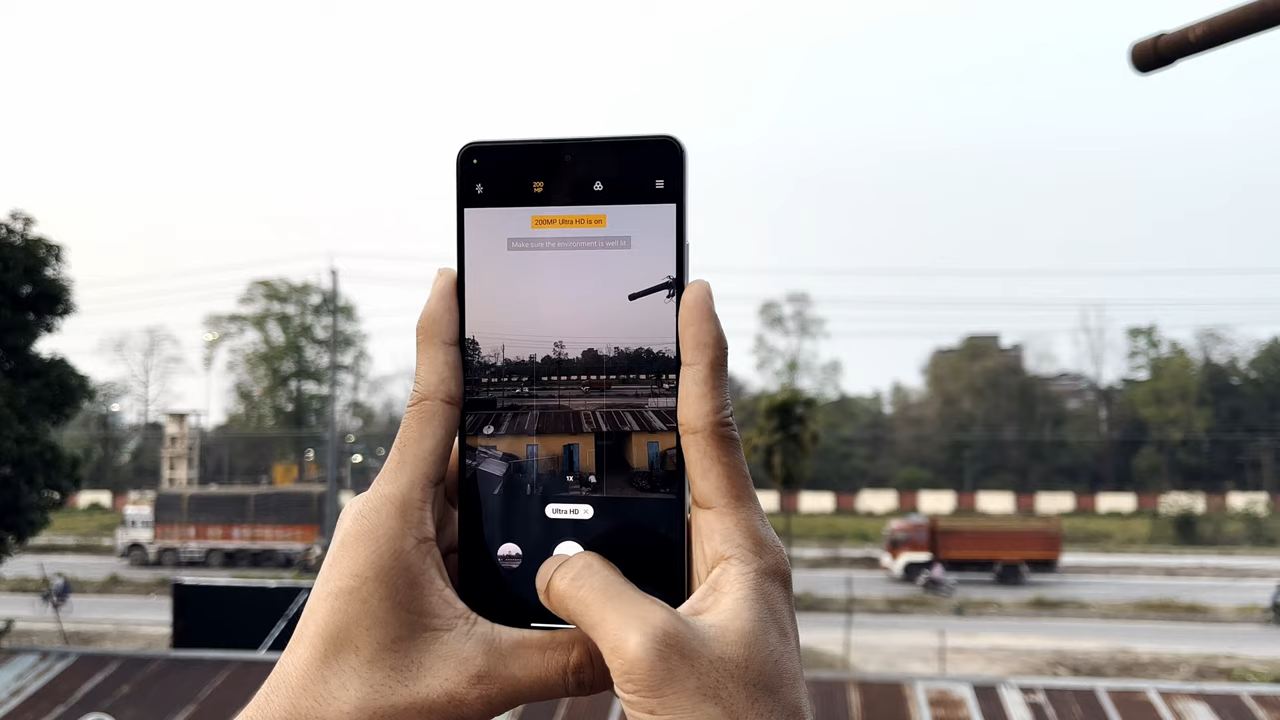 200
MP
200MP Ultra HD is on
Make sure the environment is well lit
1X
Ultra HD ×